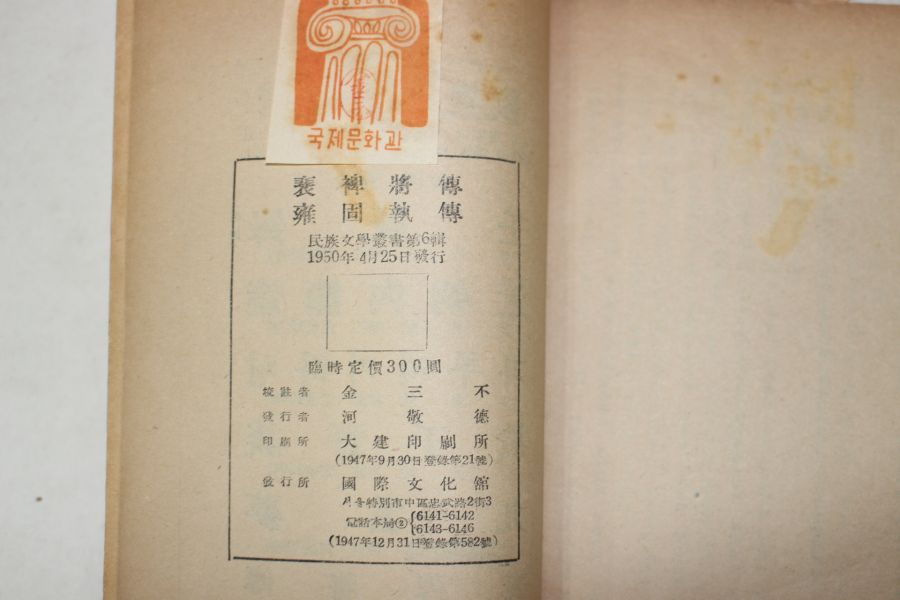 국제문화관
裵裨將傳
雍固執傳
民族文學叢書第6輯
1950年4月25日發行
臨時定價300圓
校註者 金三不
發行者 河敬德
印刷所 大建印刷所
(1947年9月30日登錄第21號)
發行所 國際文化館
서울特別市中區忠武路2街3
電話本局②{6141-6142
6143-6146
(1947年12月31日登錄第582號)